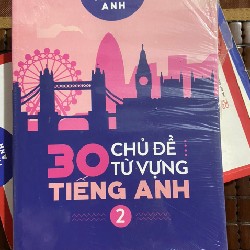 ANH
30 CHỦ ĐỀ
TỪ VỰNG
TIẾNG ANH
2